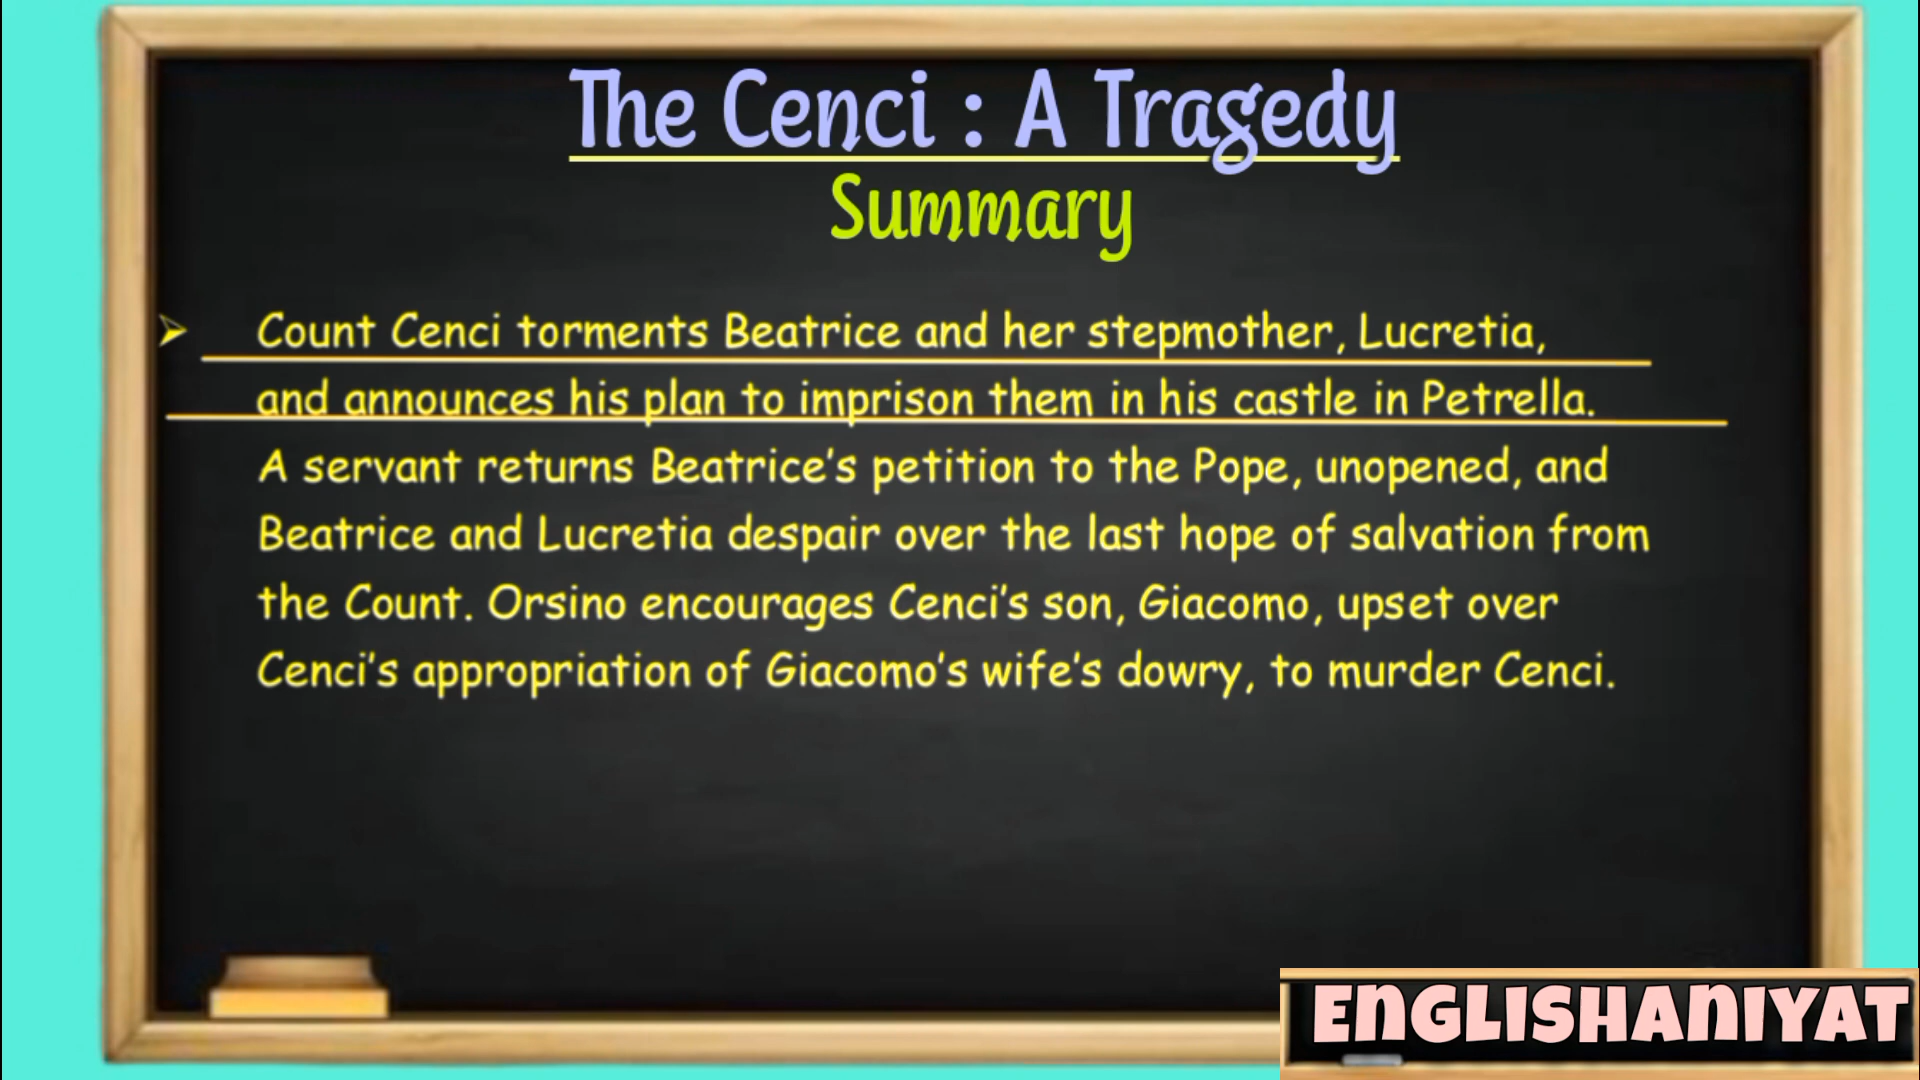 The Cenci : A Tragedy
Summary
➢ Count Cenci torments Beatrice and her stepmother, Lucretia,
and announces his plan to imprison them in his castle in Petrella.
A servant returns Beatrice’s petition to the Pope, unopened, and
Beatrice and Lucretia despair over the last hope of salvation from
the Count. Orsino encourages Cenci’s son, Giacomo, upset over
Cenci’s appropriation of Giacomo’s wife’s dowry, to murder Cenci.
ENGLISHANIYAT